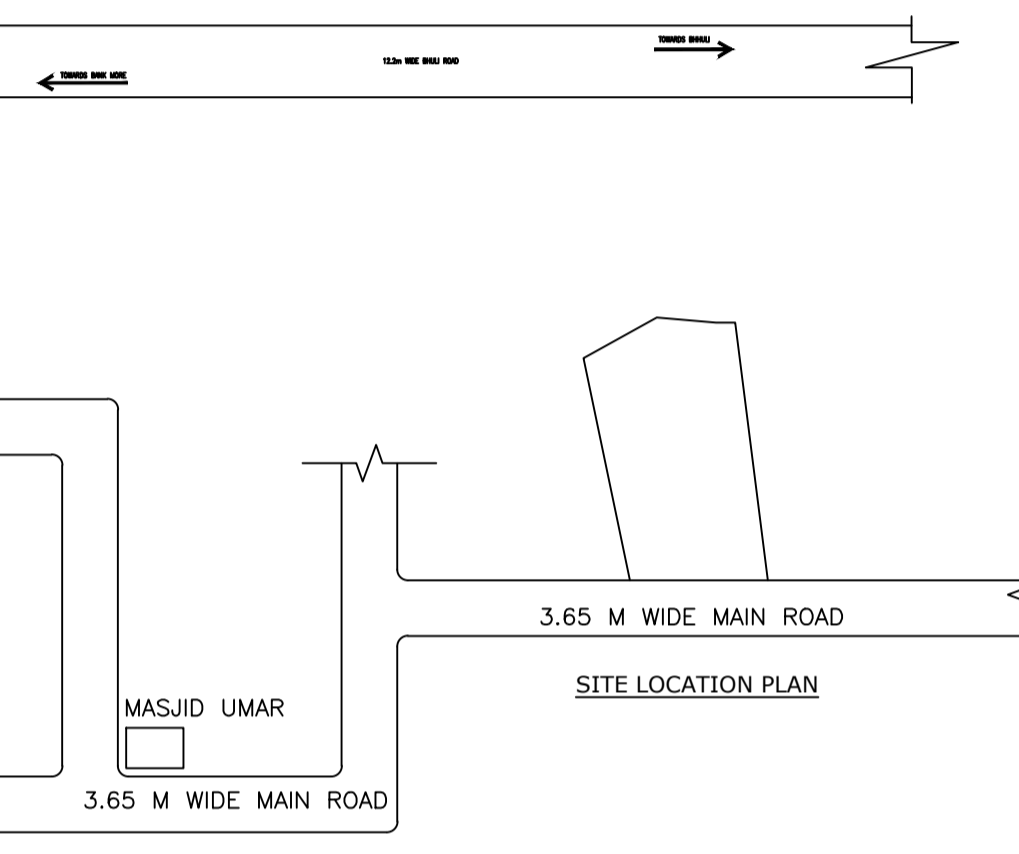 TOWARDS BHHULI
12.2m WIDE BHULI ROAD
TOWARDS BANK MORE
3.65 M WIDE MAIN ROAD
SITE LOCATION PLAN
MASJID UMAR
3.65 M WIDE MAIN ROAD